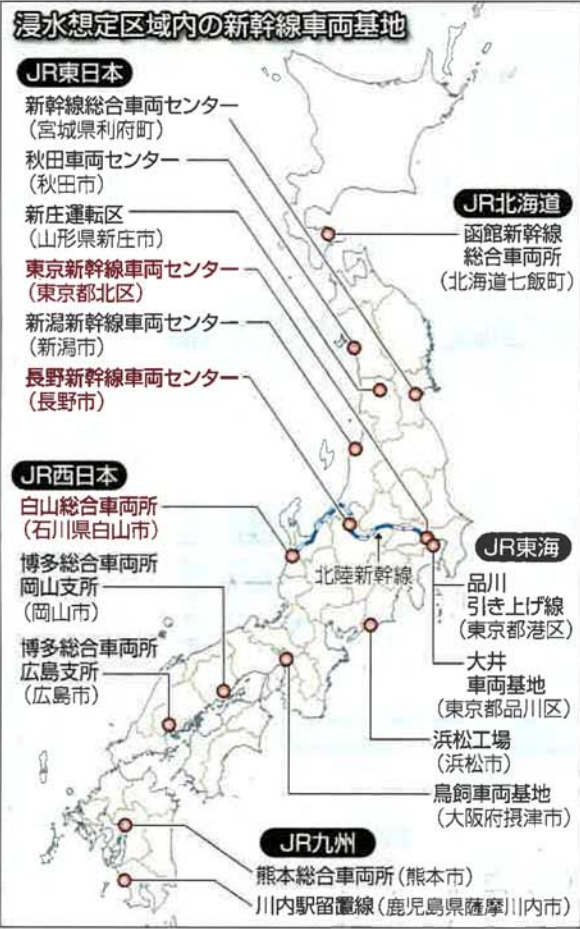 浸水想定区域内の新幹線車両基地
JR東日本
新幹線総合車両センター
(宮城県利府町)
秋田車両センター
(秋田市)
新庄運転区
(山形県新庄市)
東京新幹線車両センター
(東京都北区)
新潟新幹線車両センター
(新潟市)
長野新幹線車両センター
(長野市)
JR北海道
函館新幹線
総合車両所
(北海道七飯町)
JR西日本
白山総合車両所
(石川県白山市)
博多総合車両所
岡山支所
(岡山市)
博多総合車両所
広島支所
(広島市)
北陸新幹線
JR東海
品川
引き上げ線
(東京都港区)
大井
車両基地
(東京都品川区)
浜松工場
(浜松市)
鳥飼車両基地
(大阪府摂津市)
JR九州
熊本総合車両所(熊本市)
川内駅留置線(鹿児島県薩摩川内市)